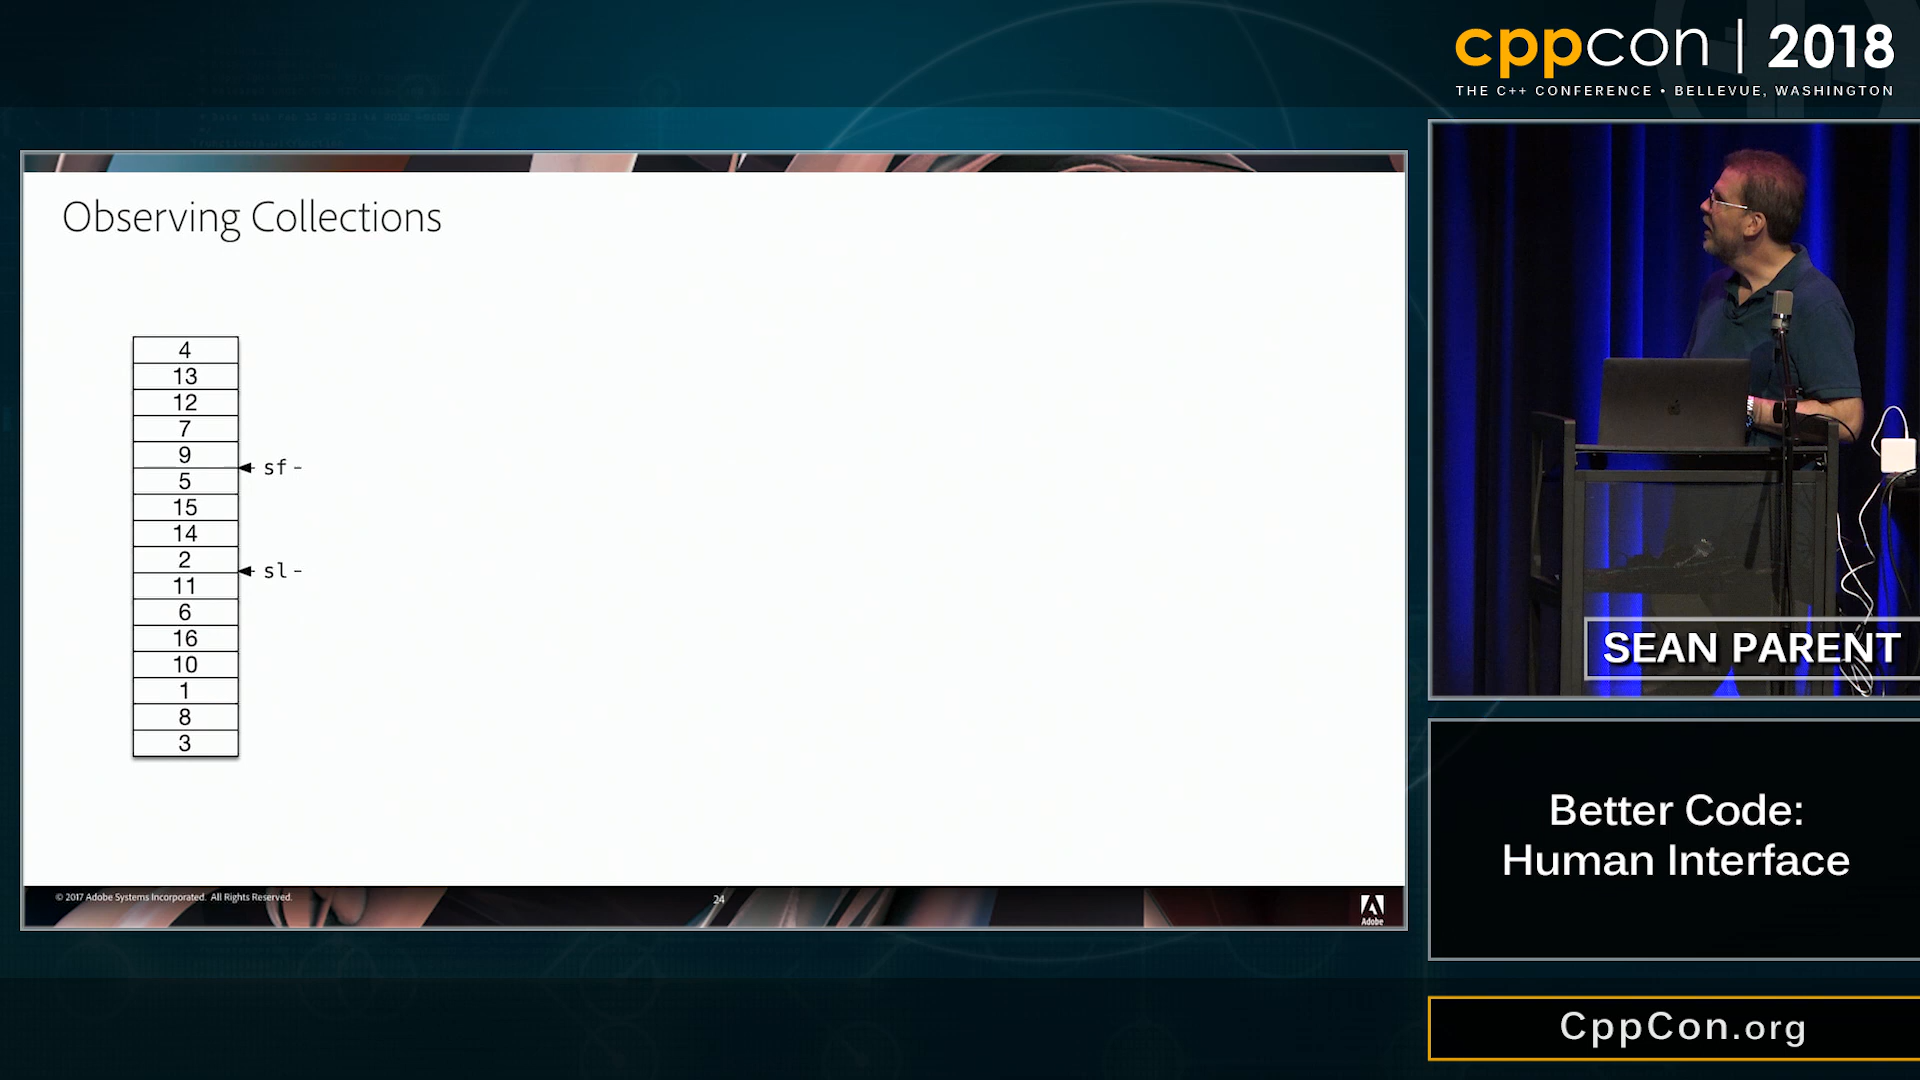 cppcon | 2018
THE C++ CONFERENCE • BELLEVUE, WASHINGTON
Observing Collections
4
13
12
7
9
sf -
5
15
14
2
sl -
11
6
16
10
1
8
3
© 2017 Adobe Systems Incorporated. All Rights Reserved.
24
Adobe
SEAN PARENT
Better Code:
Human Interface
CppCon.org